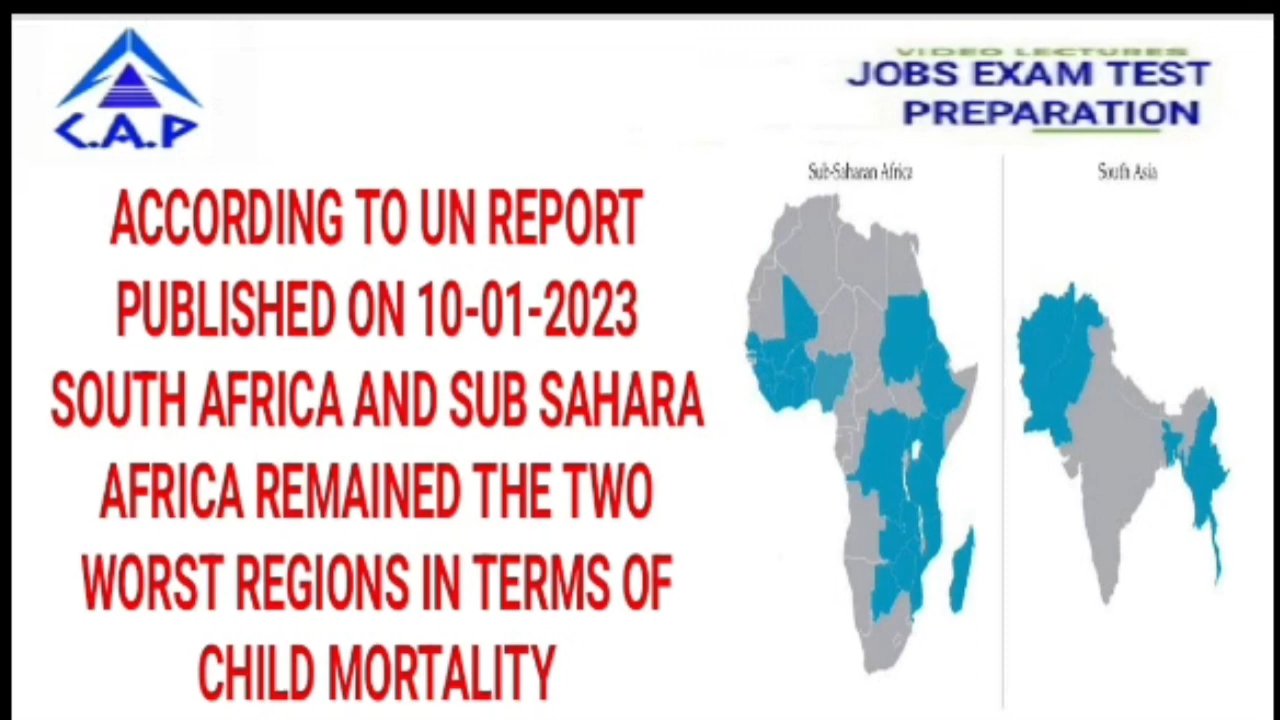 C.A.P
VIDEO LECTURES
JOBS EXAM TEST
PREPARATION
ACCORDING TO UN REPORT
PUBLISHED ON 10-01-2023
SOUTH AFRICA AND SUB SAHARA
AFRICA REMAINED THE TWO
WORST REGIONS IN TERMS OF
CHILD MORTALITY
Sub-Saharan Africa
South Asia